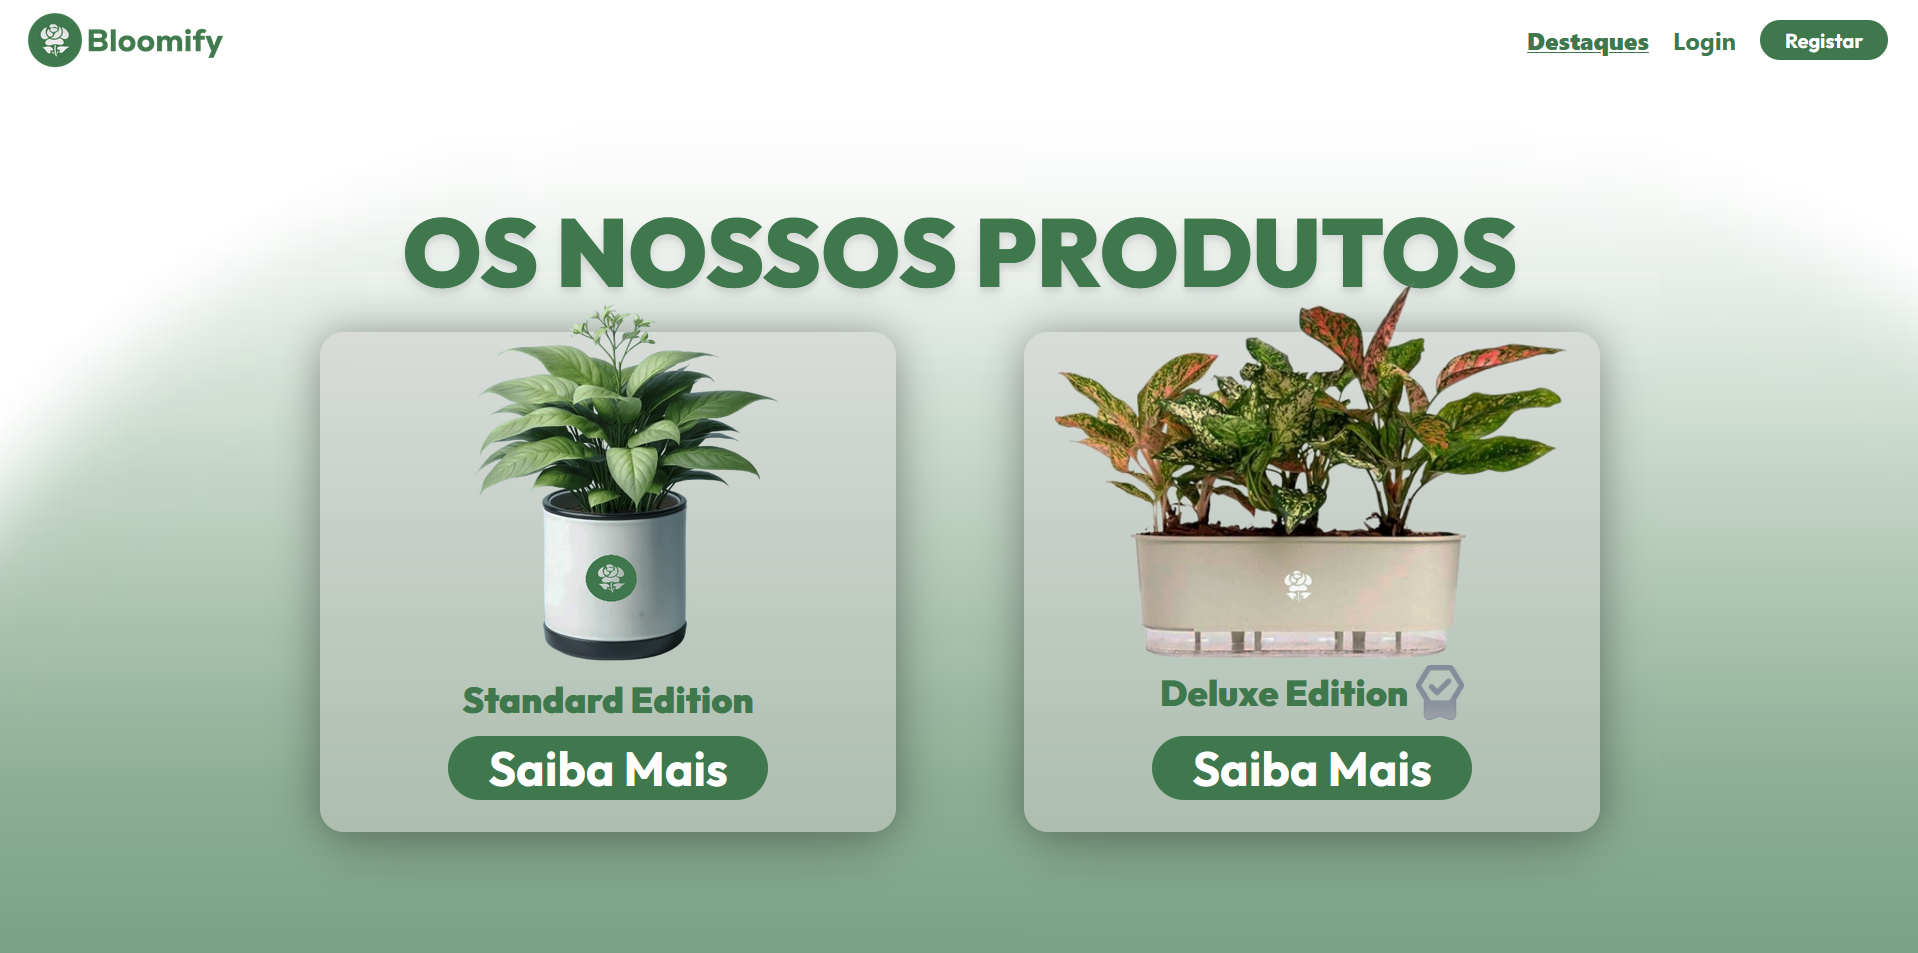 Bloomify
Destaques Login Registar
OS NOSSOS PRODUTOS
Standard Edition
Saiba Mais
Deluxe Edition
Saiba Mais